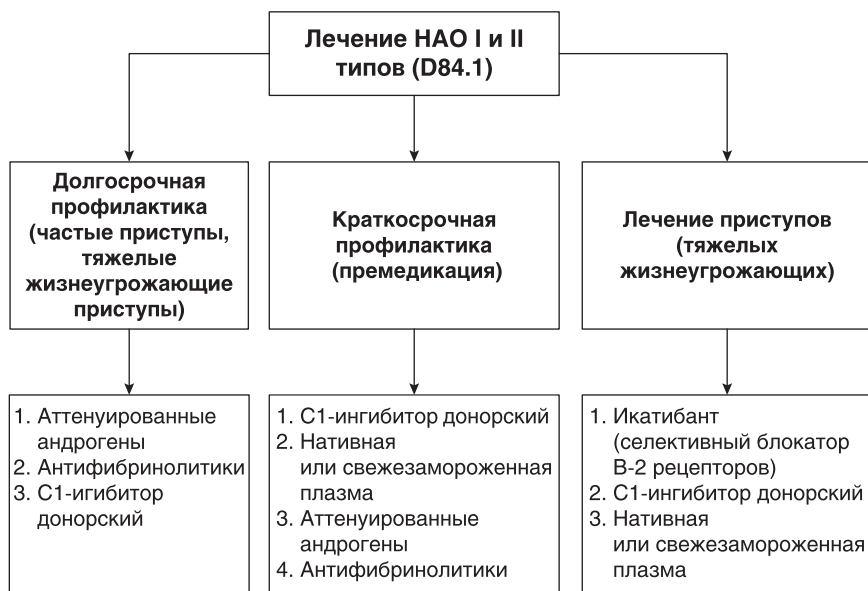 Лечение НАО I и II
типов (D84.1)
Долгосрочная
профилактика
(частые приступы,
тяжелые
жизнеугрожающие
приступы)
Краткосрочная
профилактика
(премедикация)
Лечение приступов
(тяжелых
жизнеугрожающих)
1. Аттенуированные
андрогены
2. Антифибринолитики
3. С1-игибитор
донорский
1. С1-ингибитор донорский
2. Нативная
или свежезамороженная
плазма
3. Аттенуированные
андрогены
4. Антифибринолитики
1. Икатибант
(селективный блокатор
В-2 рецепторов)
2. С1-ингибитор донорский
3. Нативная
или свежезамороженная
плазма